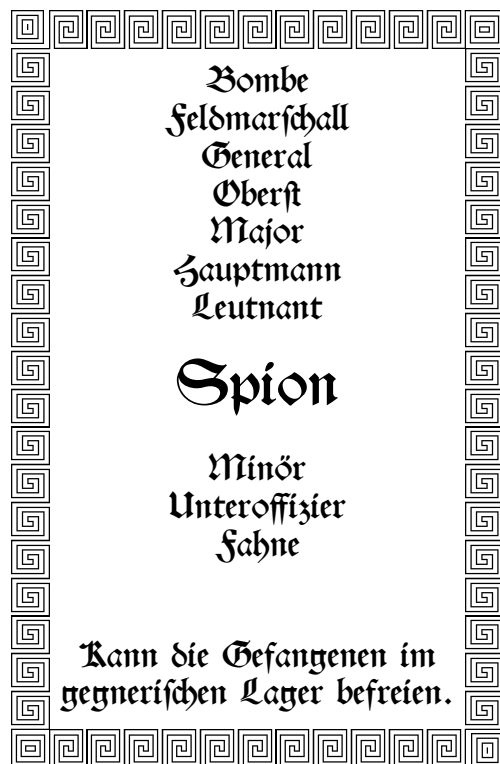 Bombe
Feldmarſchall
General
Oberſt
Major
Hauptmann
Leutnant
Spion
Minör
Unteroffizier
Fahne
Kann die Gefangenen im
gegneriſchen Lager befreien.